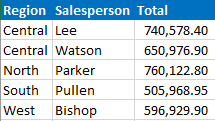 Region Salesperson Total
Central Lee 740,578.40
Central Watson 650,976.90
North Parker 760,122.80
South Pullen 505,968.95
West Bishop 596,929.90